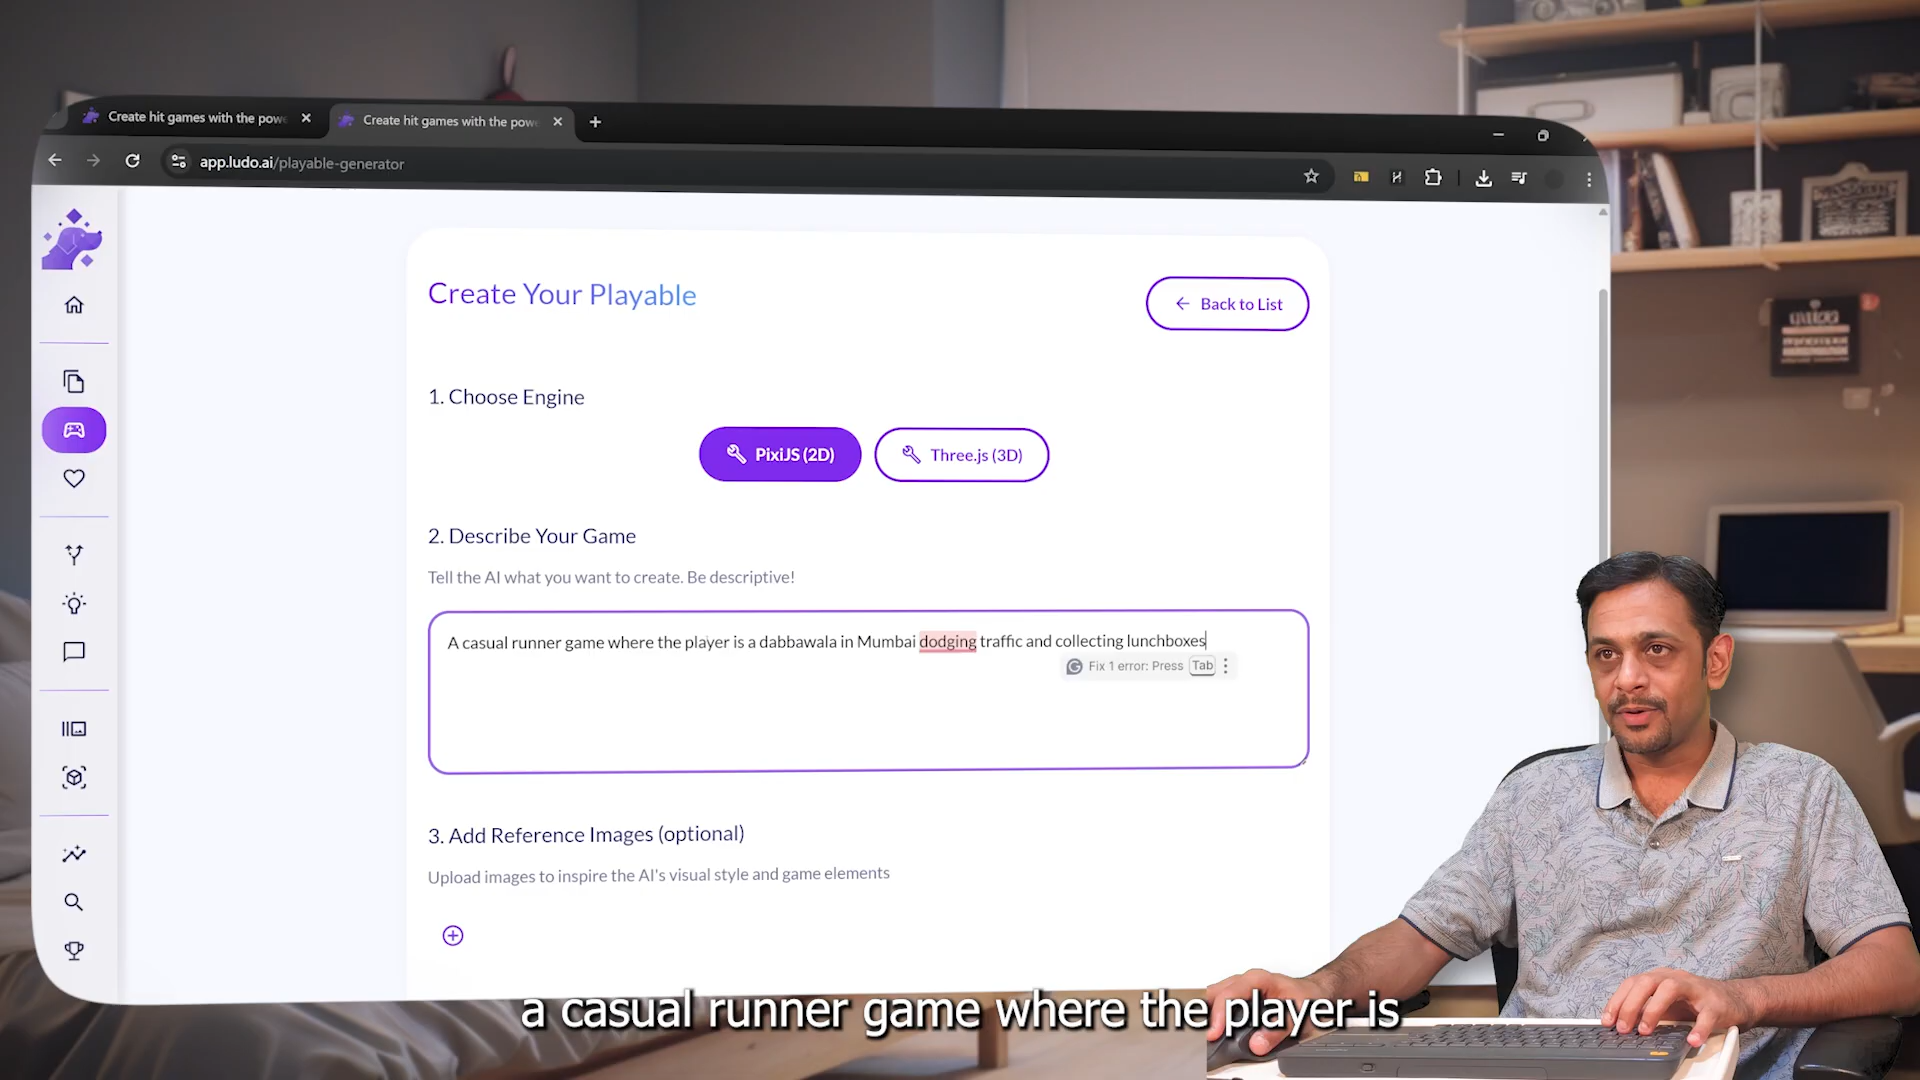 Create hit games with the pow
Create hit games with the pow
app.ludo.ai/playable-generator
Create Your Playable
Back to List
1. Choose Engine
PixiJS (2D)
Three.js (3D)
2. Describe Your Game
Tell the AI what you want to create. Be descriptive!
A casual runner game where the player is a dabbawala in Mumbai dodging traffic and collecting lunchboxes
Fix 1 error: Press Tab
3. Add Reference Images (optional)
Upload images to inspire the AI's visual style and game elements
a casual runner game where the player is